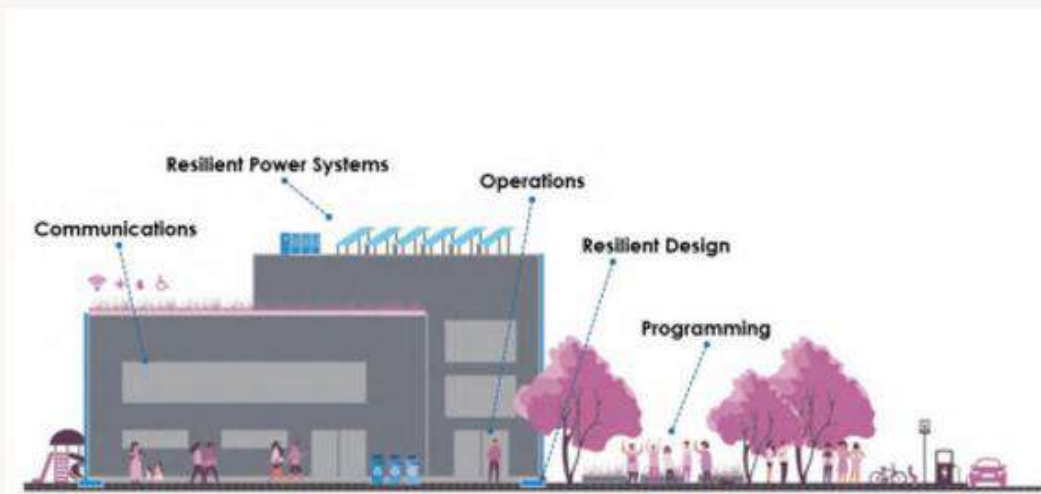 Resilient Power Systems
Operations
Communications
Resilient Design
Programming